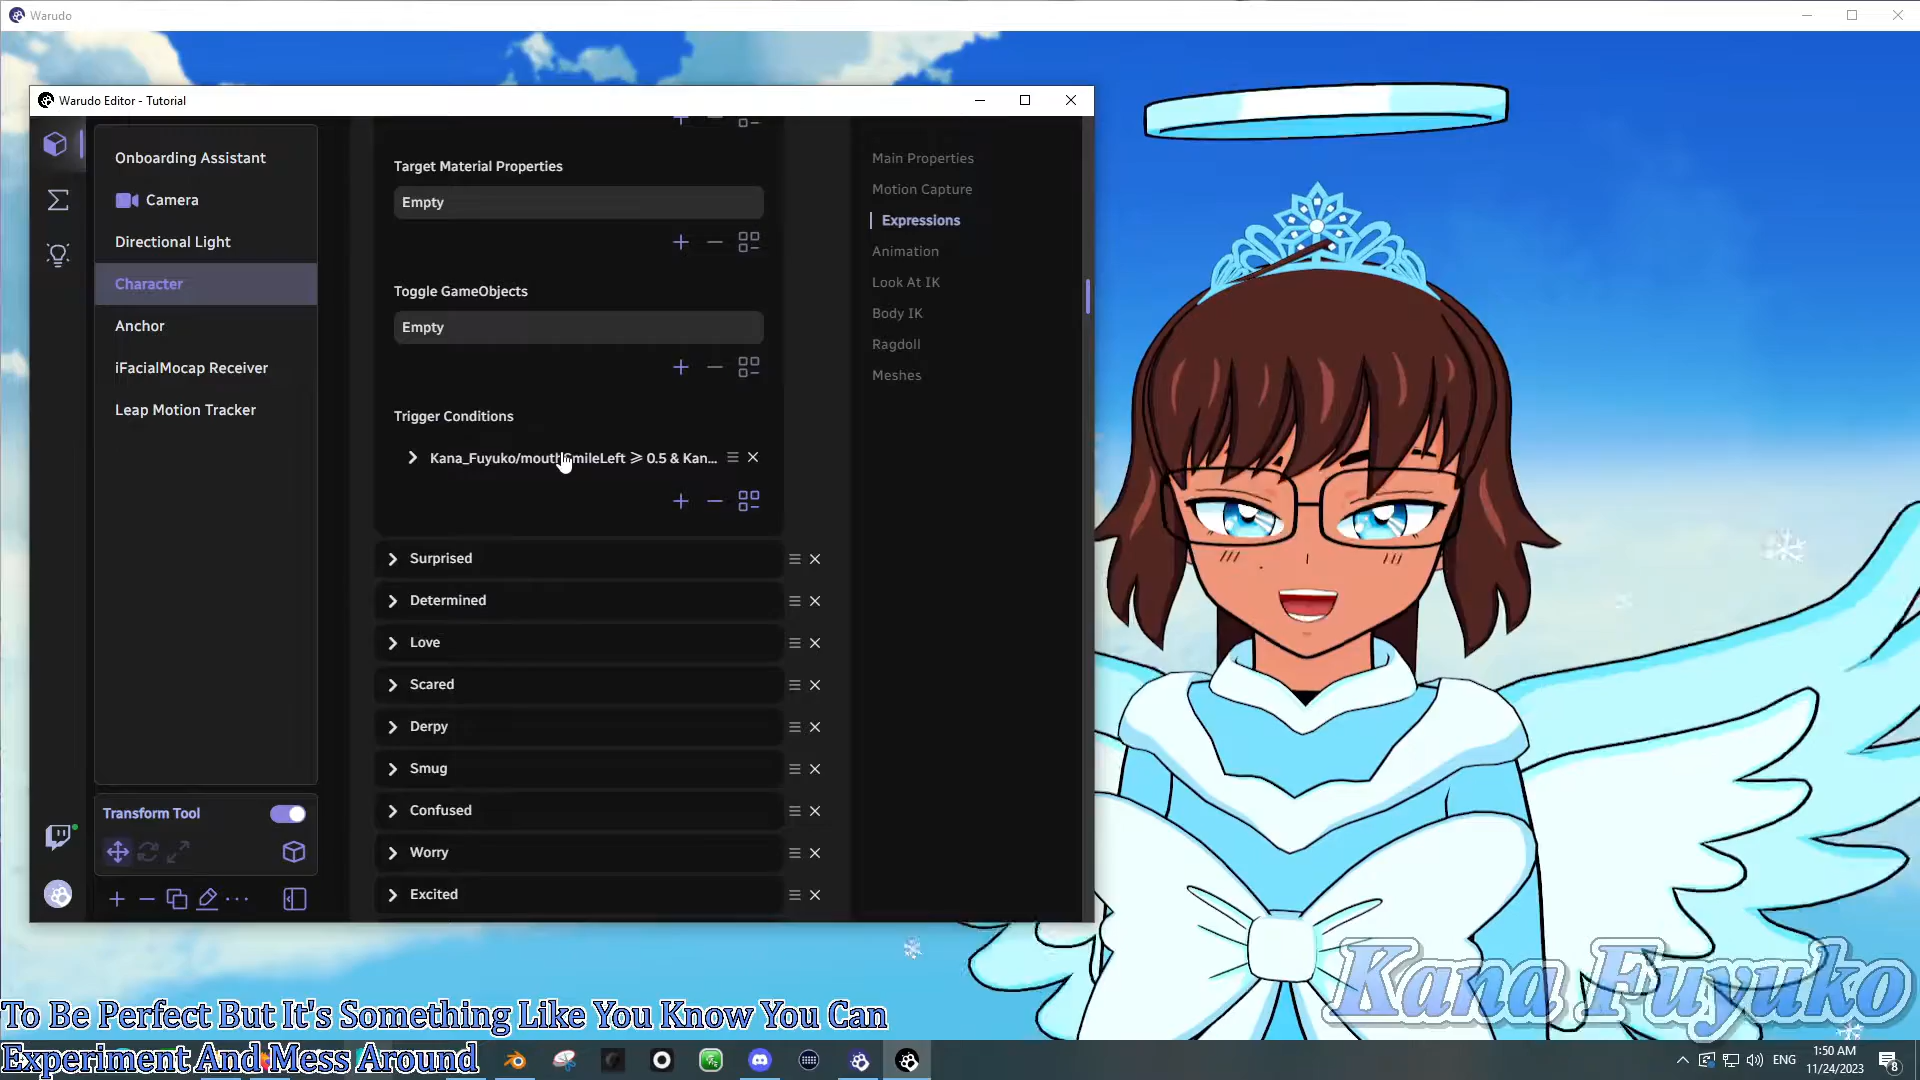 Warudo
Warudo Editor - Tutorial
Onboarding Assistant
Camera
Directional Light
Character
Anchor
iFacialMocap Receiver
Leap Motion Tracker
Transform Tool
Target Material Properties
Empty
Toggle GameObjects
Empty
Trigger Conditions
Kana_Fuyuko/mouthSmileLeft ⩾ 0.5 & Kan...
Surprised
Determined
Love
Scared
Derpy
Smug
Confused
Worry
Excited
Main Properties
Motion Capture
Expressions
Animation
Look At IK
Body IK
Ragdoll
Meshes
Kana Fuyuko
To Be Perfect But It's Something Like You Know You Can
Experiment And Mess Around
ENG
1:50 AM
11/24/2023
8